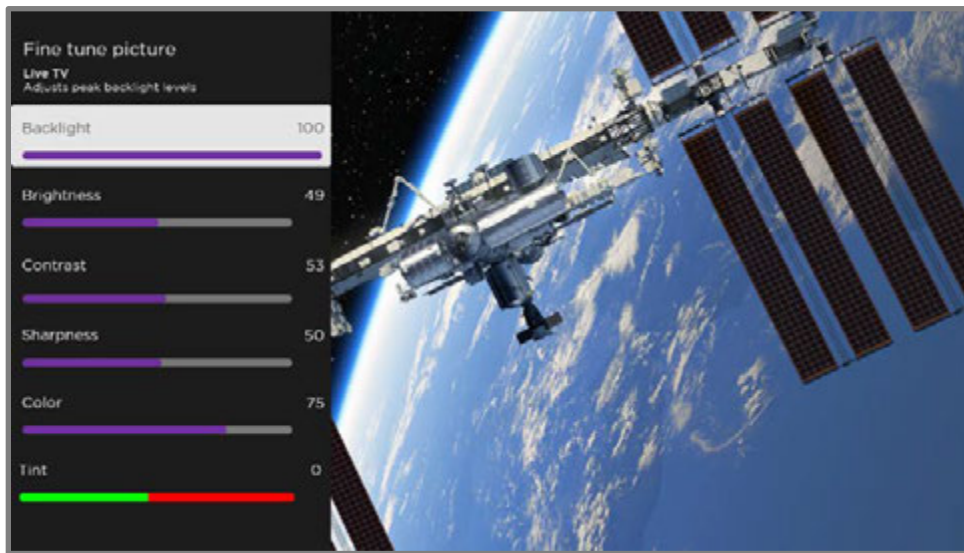 Fine tune picture
Live TV
Adjusts peak backlight levels
Backlight 100
Brightness 49
Contrast 53
Sharpness 50
Color 75
Tint 0